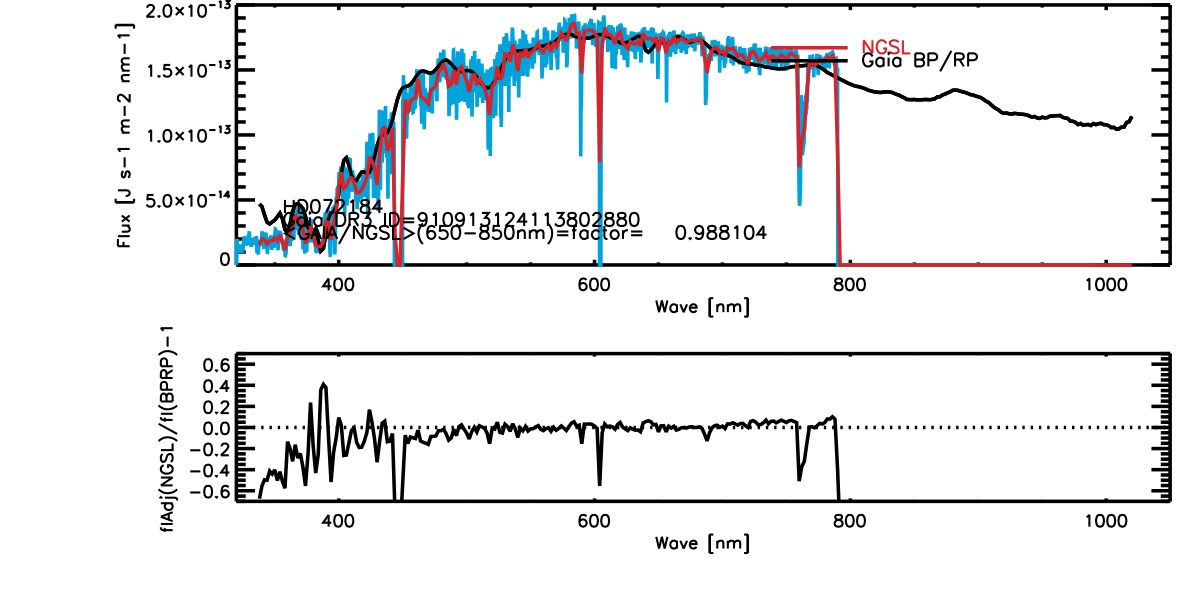 Flux [J s−1 m−2 nm−1]
2.0×10−13
1.5×10−13
1.0×10−13
5.0×10−14
0
NGSL
Gaia BP/RP
HD072184
Gaia DR3 ID=910913124113802880
<GAIA/NGSL>(650−850nm)=factor= 0.988104
400 600 800 1000
Wave [nm]
flAdj(NGSL)/fl(BPRP)−1
0.6
0.4
0.2
0.0
−0.2
−0.4
−0.6
400 600 800 1000
Wave [nm]